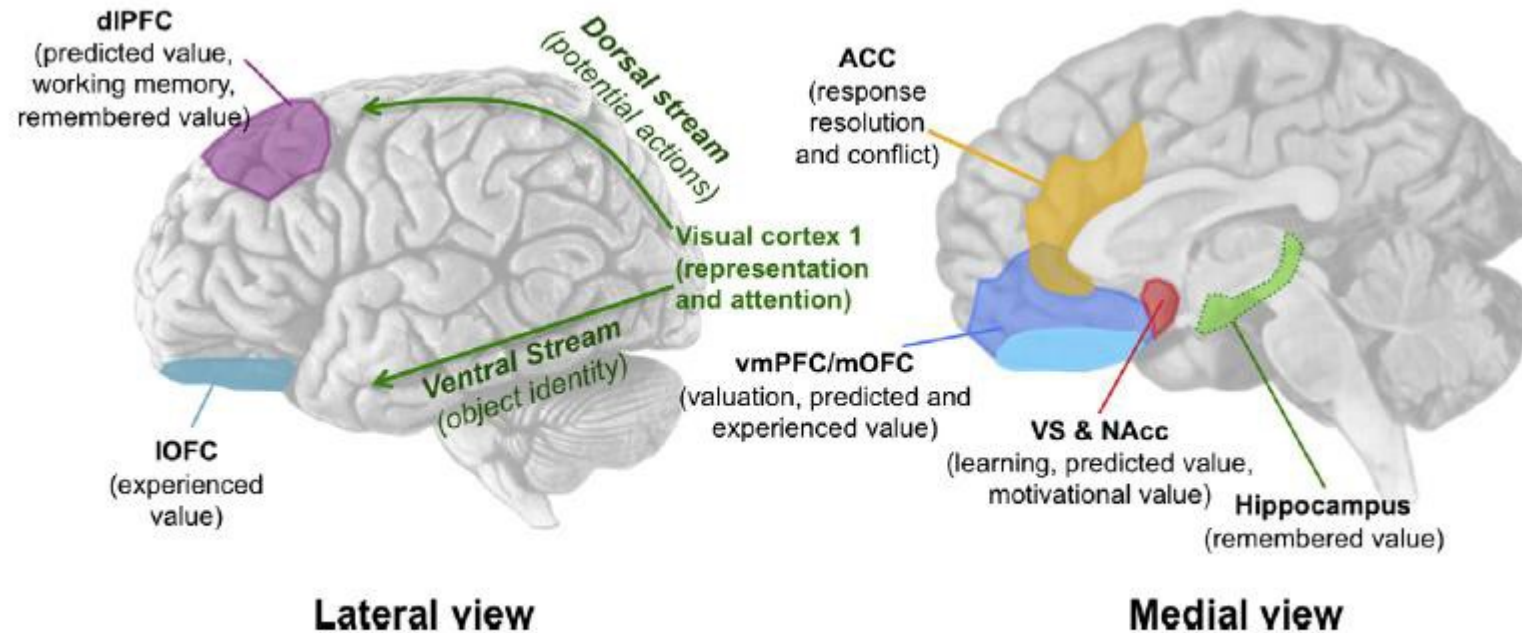 dlPFC
(predicted value,
working memory,
remembered value)
Dorsal stream
(potential actions)
Visual cortex 1
(representation
and attention)
Ventral Stream
(object identity)
lOFC
(experienced
value)
Lateral view
ACC
(response
resolution
and conflict)
vmPFC/mOFC
(valuation, predicted and
experienced value)
VS & NAcc
(learning, predicted value,
motivational value)
Hippocampus
(remembered value)
Medial view